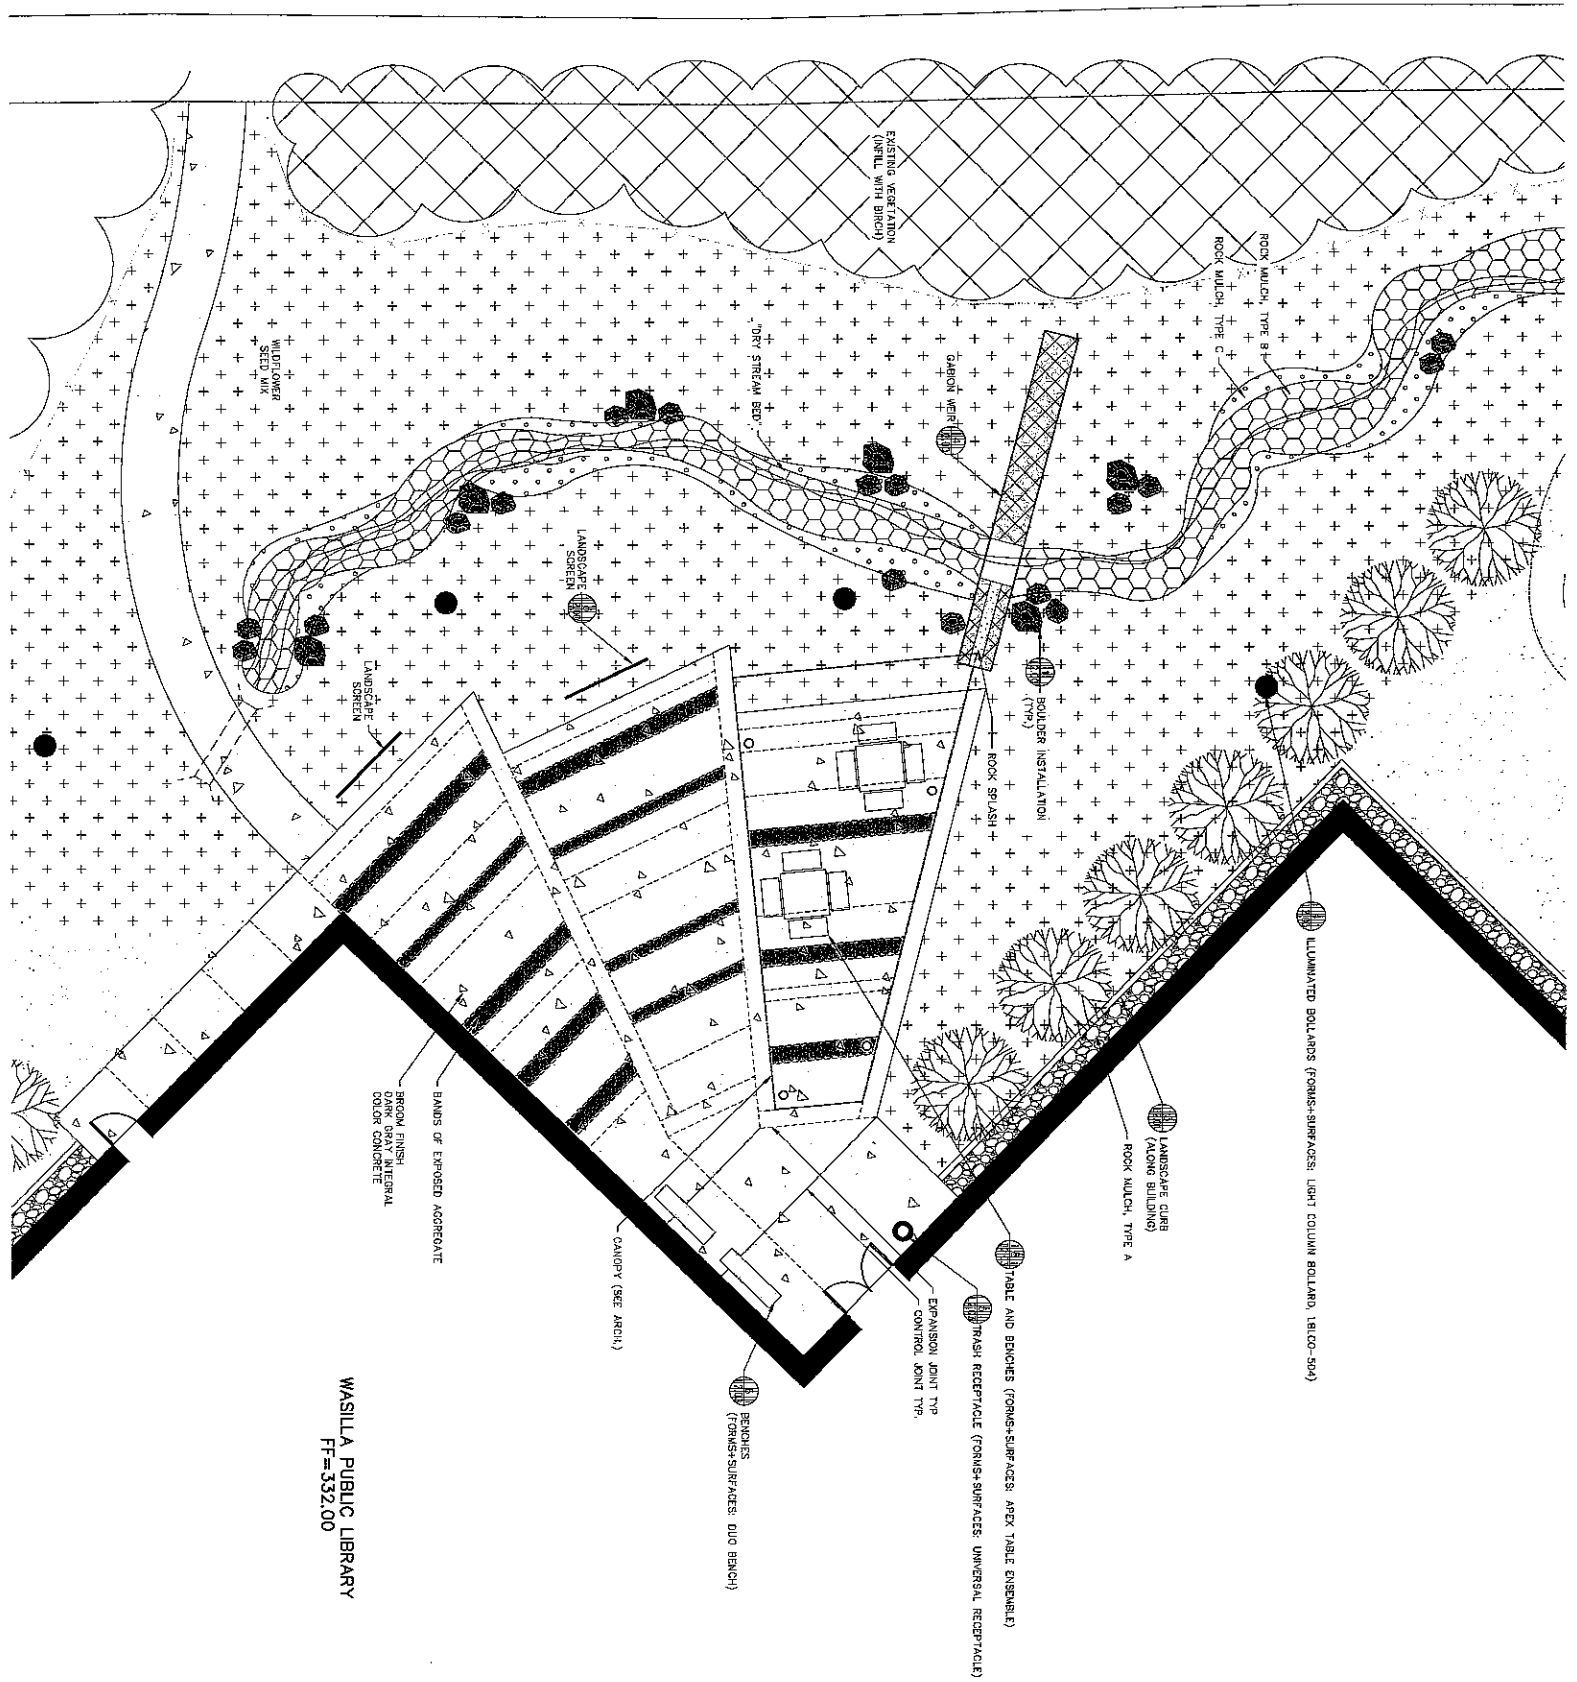 EXISTING VEGETATION
(INFILL WITH BIRCH)
ROCK MULCH, TYPE B
ROCK MULCH, TYPE C
WILDFLOWER
SEED MIX
"DRY STREAM BED"
GABION WEIR
LANDSCAPE
SCREEN
LANDSCAPE
SCREEN
BOULDER INSTALLATION
(TYP.)
ROCK SPLASH
ILLUMINATED BOLLARDS (FORMS+SURFACES: LIGHT COLUMN BOLLARD, LBLCO-504)
LANDSCAPE CURB
(ALONG BUILDING)
ROCK MULCH, TYPE A
TABLE AND BENCHES (FORMS+SURFACES: APEX TABLE ENSEMBLE)
TRASH RECEPTACLE (FORMS+SURFACES: UNIVERSAL RECEPTACLE)
EXPANSION JOINT TYP
CONTROL JOINT TYP.
BENCHES
(FORMS+SURFACES: DUO BENCH)
CANOPY (SEE ARCH.)
BANDS OF EXPOSED AGGREGATE
BROOM FINISH
DARK GRAY INTEGRAL
COLOR CONCRETE
WASILLA PUBLIC LIBRARY
FF=332.00